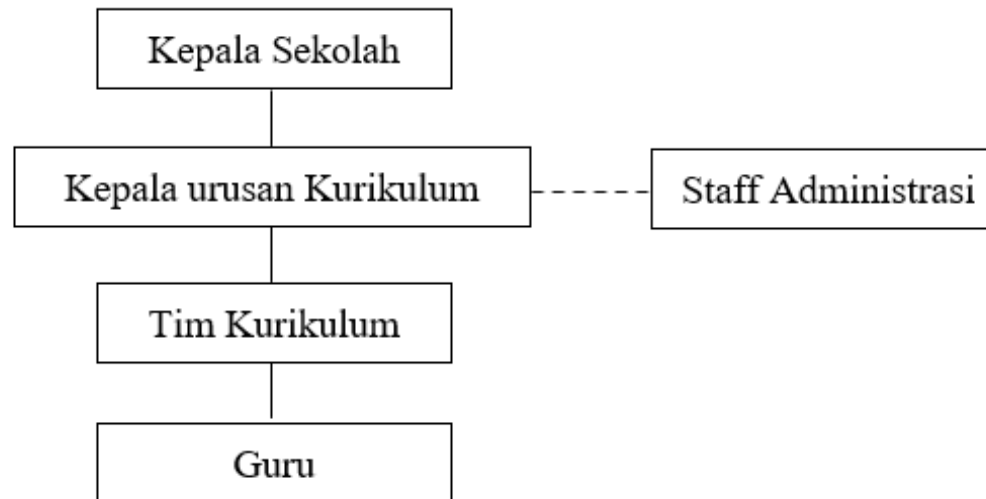 Kepala Sekolah
Kepala urusan Kurikulum
Staff Administrasi
Tim Kurikulum
Guru